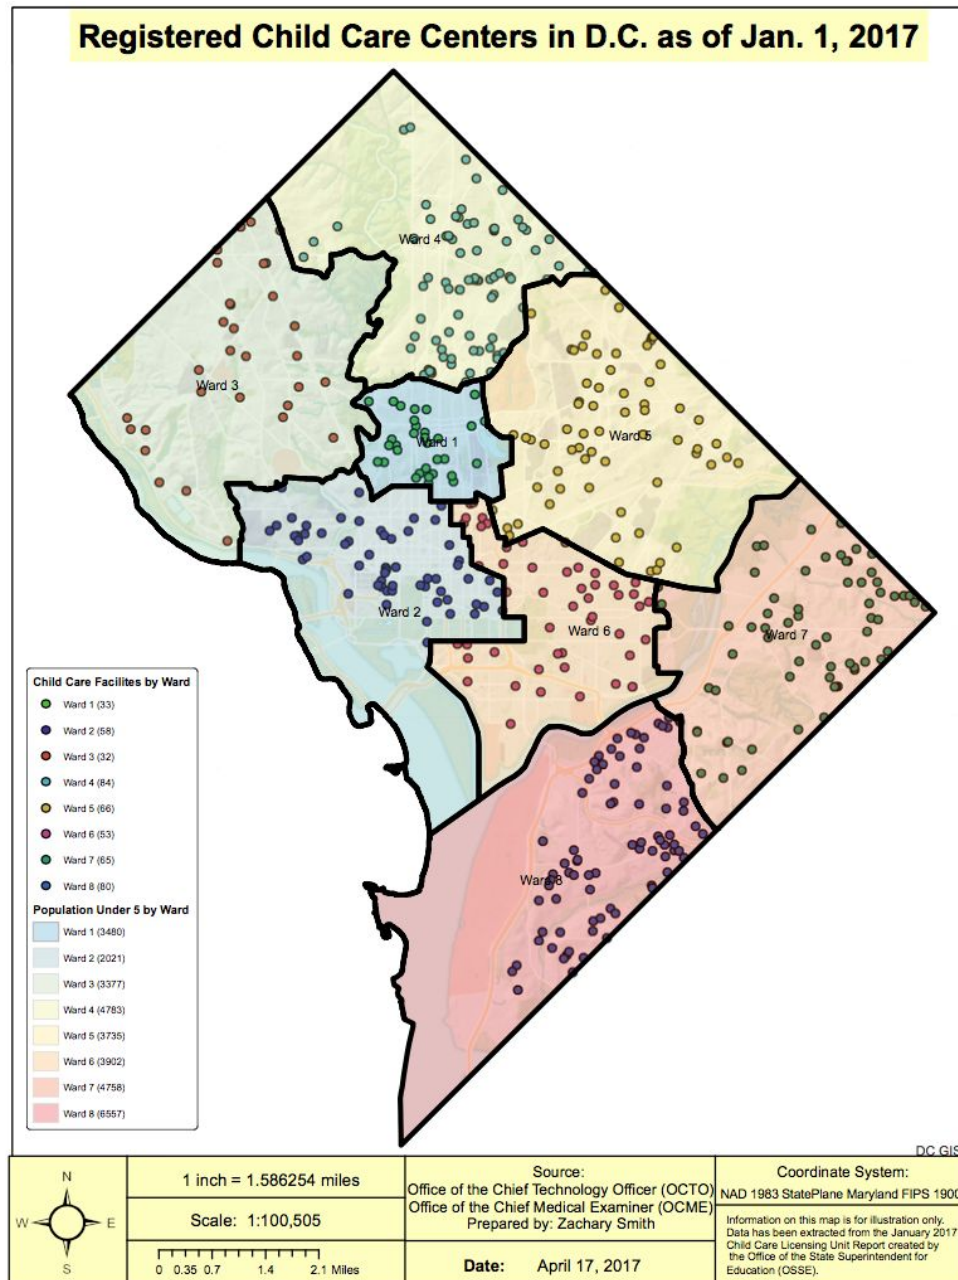 Registered Child Care Centers in D.C. as of Jan. 1, 2017
Ward 4
Ward 3
Ward 1
Ward 5
Ward 2
Ward 6
Ward 7
Ward 8
Child Care Facilites by Ward
Ward 1 (33)
Ward 2 (58)
Ward 3 (32)
Ward 4 (84)
Ward 5 (66)
Ward 6 (53)
Ward 7 (65)
Ward 8 (80)
Population Under 5 by Ward
Ward 1 (3480)
Ward 2 (2021)
Ward 3 (3377)
Ward 4 (4783)
Ward 5 (3735)
Ward 6 (3902)
Ward 7 (4758)
Ward 8 (6557)
DC GIS
N
W E
S
1 inch = 1.586254 miles
Scale: 1:100,505
0 0.35 0.7 1.4 2.1 Miles
Source:
Office of the Chief Technology Officer (OCTO)
Office of the Chief Medical Examiner (OCME)
Prepared by: Zachary Smith
Date: April 17, 2017
Coordinate System:
NAD 1983 StatePlane Maryland FIPS 1900
Information on this map is for illustration only.
Data has been extracted from the January 2017
Child Care Licensing Unit Report created by
the Office of the State Superintendent for
Education (OSSE).